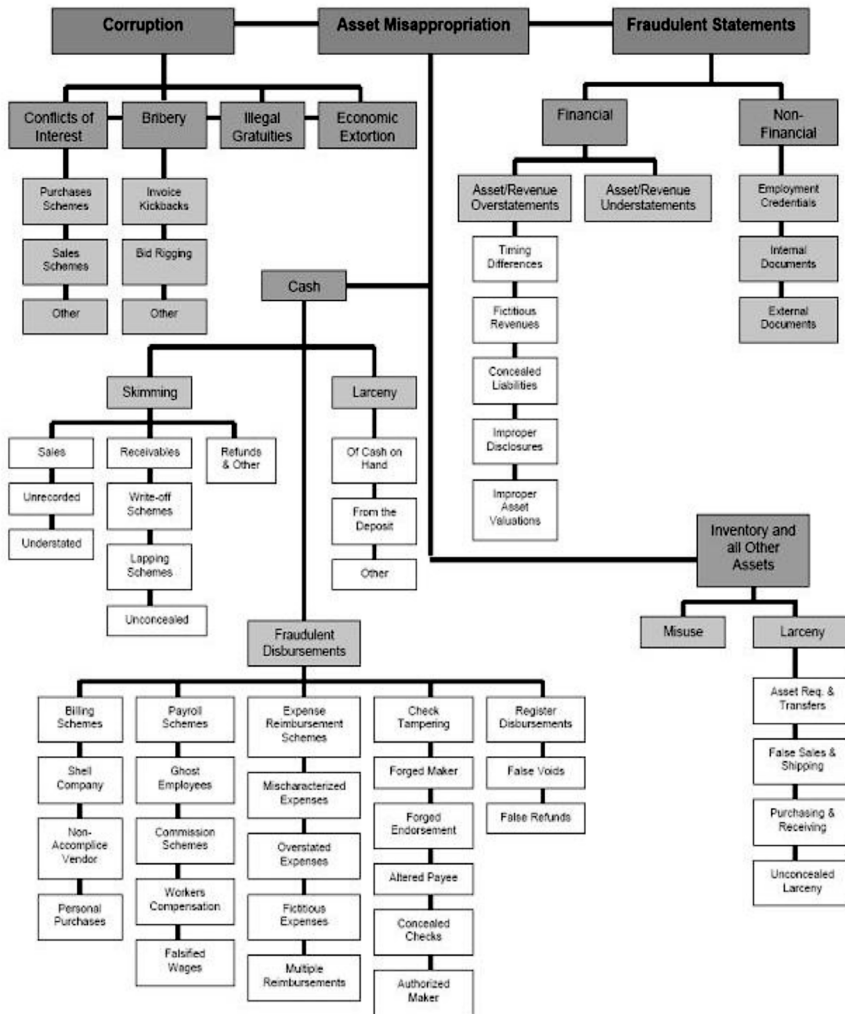 Corruption
Asset Misappropriation
Fraudulent Statements
Conflicts of
Interest
Bribery
Illegal
Gratuities
Economic
Extortion
Financial
Non-
Financial
Purchases
Schemes
Sales
Schemes
Other
Invoice
Kickbacks
Bid Rigging
Other
Asset/Revenue
Overstatements
Asset/Revenue
Understatements
Timing
Differences
Fictitious
Revenues
Concealed
Liabilities
Improper
Disclosures
Improper
Asset
Valuations
Employment
Credentials
Internal
Documents
External
Documents
Cash
Skimming
Larceny
Sales
Unrecorded
Understated
Receivables
Write-off
Schemes
Lapping
Schemes
Unconcealed
Refunds
& Other
Of Cash on
Hand
From the
Deposit
Other
Inventory and
all Other
Assets
Misuse
Larceny
Asset Req. &
Transfers
False Sales &
Shipping
Purchasing &
Receiving
Unconcealed
Larceny
Fraudulent
Disbursements
Billing
Schemes
Shell
Company
Non-
Accomplice
Vendor
Personal
Purchases
Payroll
Schemes
Ghost
Employees
Commission
Schemes
Workers
Compensation
Falsified
Wages
Expense
Reimbursement
Schemes
Mischaracterized
Expenses
Overstated
Expenses
Fictitious
Expenses
Multiple
Reimbursements
Check
Tampering
Forged Maker
Forged
Endorsement
Altered Payee
Concealed
Checks
Authorized
Maker
Register
Disbursements
False Voids
False Refunds